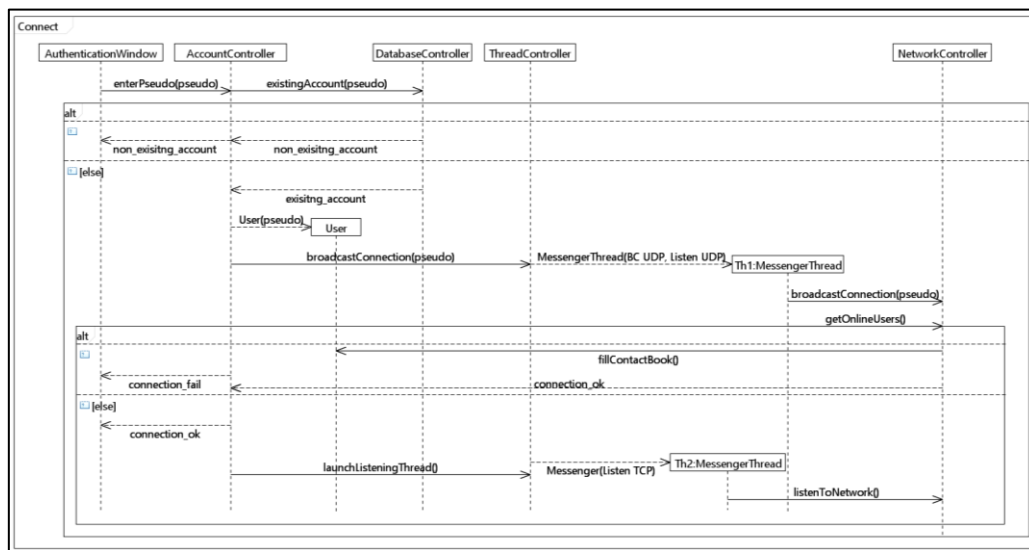 Connect
AuthenticationWindow AccountController DatabaseController ThreadController NetworkController
enterPseudo(pseudo) existingAccount(pseudo)
alt
non_exisitng_account non_exisitng_account
[else]
exisitng_account
User(pseudo)
User
broadcastConnection(pseudo) MessengerThread(BC UDP, Listen UDP) Th1:MessengerThread
broadcastConnection(pseudo)
getOnlineUsers()
alt
fillContactBook()
connection_fail connection_ok
[else]
connection_ok
launchListeningThread() Messenger(Listen TCP) Th2:MessengerThread
listenToNetwork()